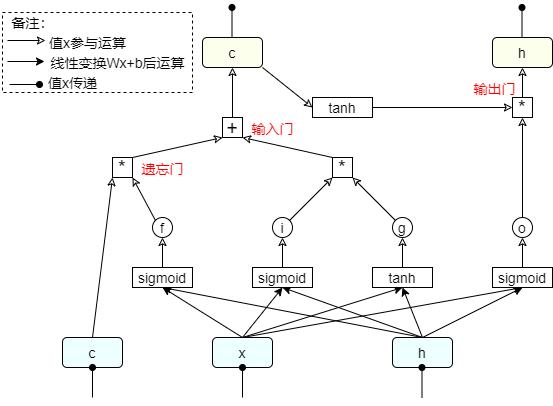 备注：
值x参与运算
线性变换Wx+b后运算
值x传递
c
h
输出门
tanh
*
+
输入门
*
遗忘门
*
f
i
g
o
sigmoid
sigmoid
tanh
sigmoid
c
x
h